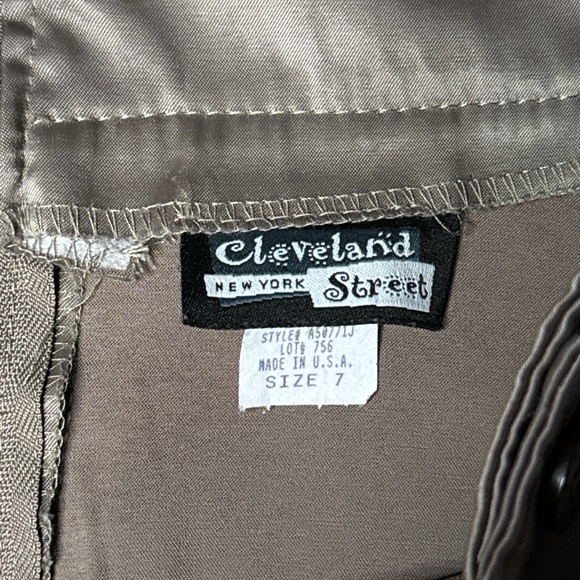 Cleveland
NEW YORK Street
STYLE# A50771J
LOT# 756
MADE IN U.S.A.
SIZE 7